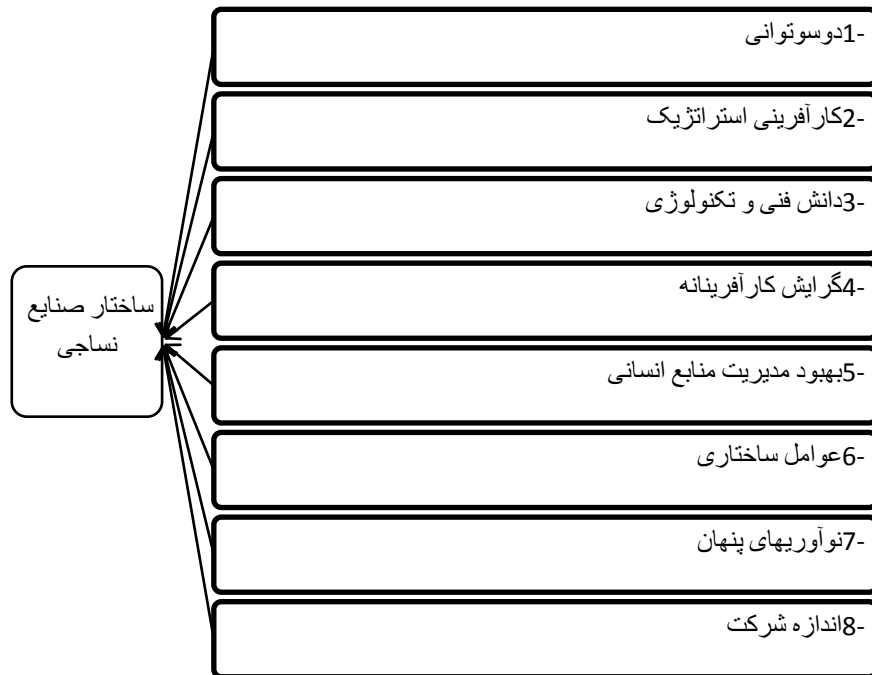 1-دوسوتوانی
2-کارآفرینی استراتژیک
3-دانش فنی و تکنولوژی
4-گرایش کارآفرینانه
5-بهبود مدیریت منابع انسانی
6-عوامل ساختاری
7-نوآوریهای پنهان
8-اندازه شرکت
ساختار صنایع
نساجی